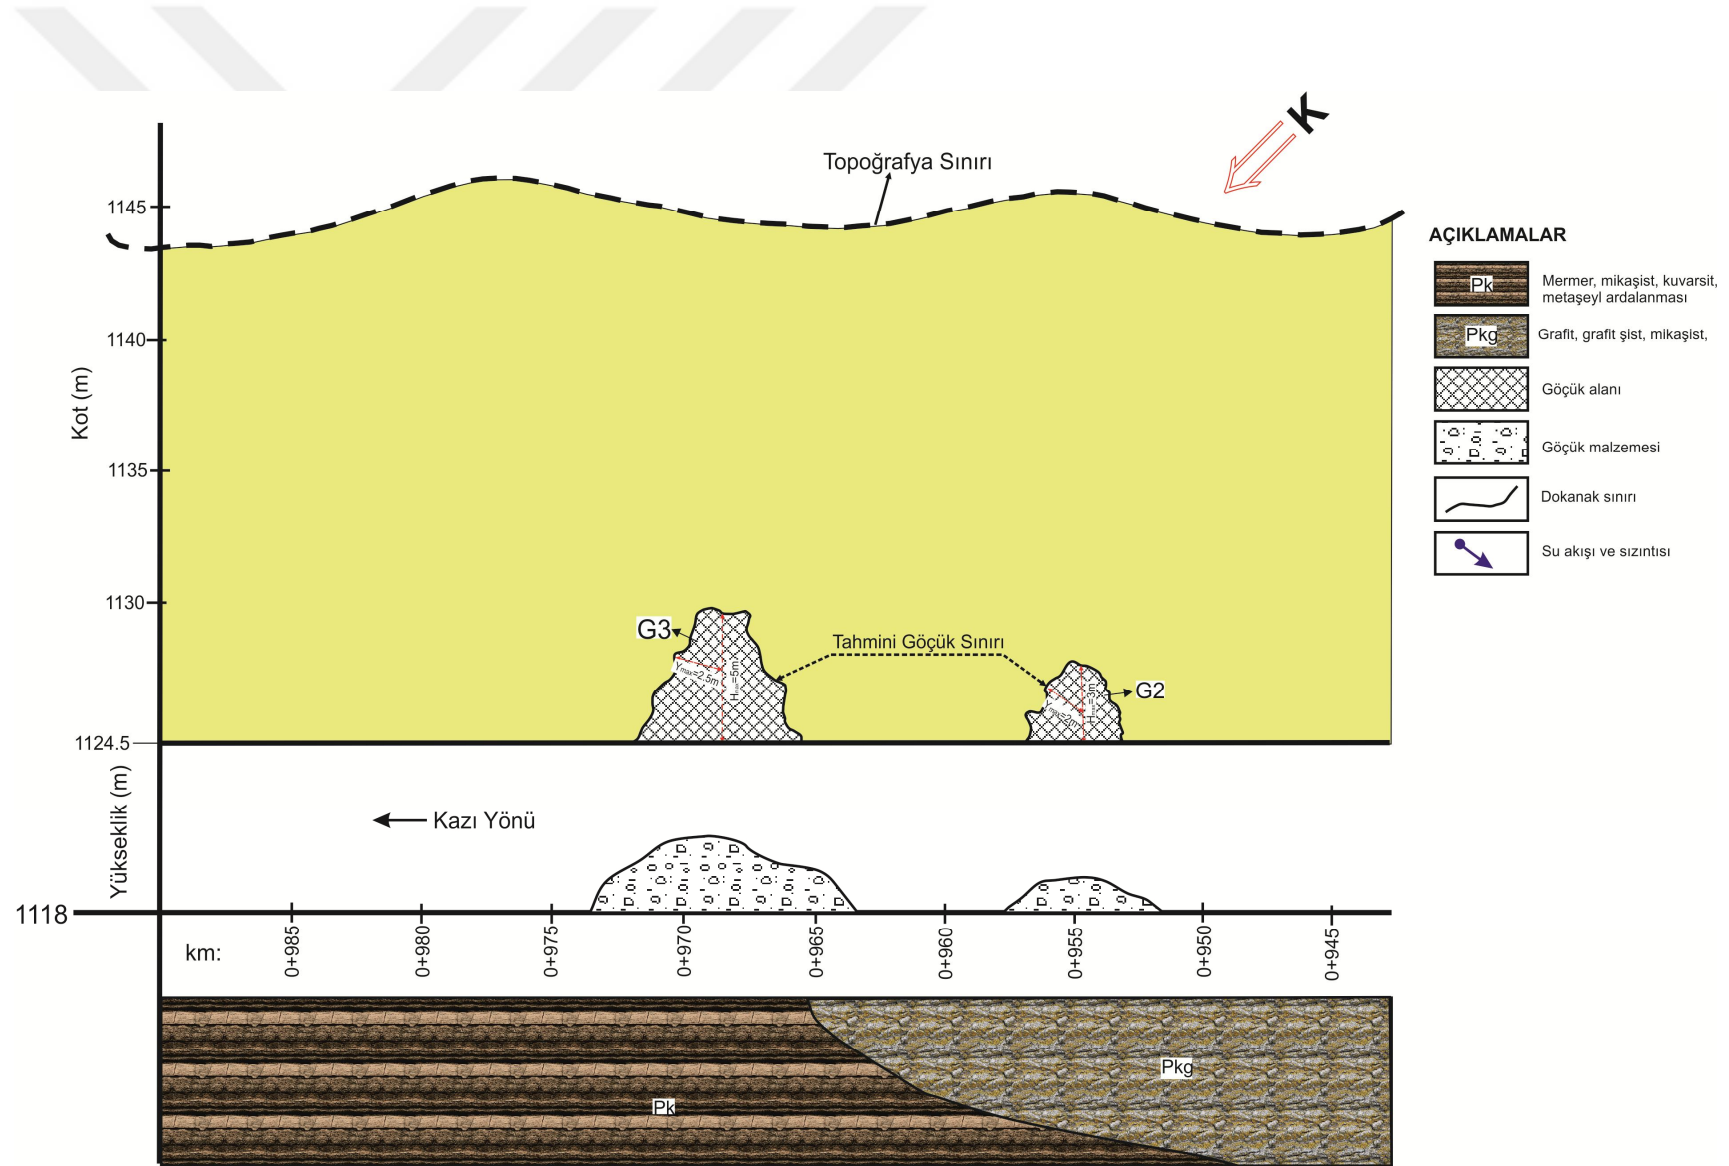 K
Topoğrafya Sınırı
1145
1140
1135
1130
1124.5
1118
Kot (m)
Yükseklik (m)
G3
Ymax=2.5m
Hmax=5m
Tahmini Göçük Sınırı
G2
Ymax=2m
Hmax=3m
Kazı Yönü
km:
0+985
0+980
0+975
0+970
0+965
0+960
0+955
0+950
0+945
Pk
Pkg
AÇIKLAMALAR
Pk
Mermer, mikaşist, kuvarsit,
metaşeyl ardalanması
Pkg
Grafit, grafit şist, mikaşist,
Göçük alanı
Göçük malzemesi
Dokanak sınırı
Su akışı ve sızıntısı